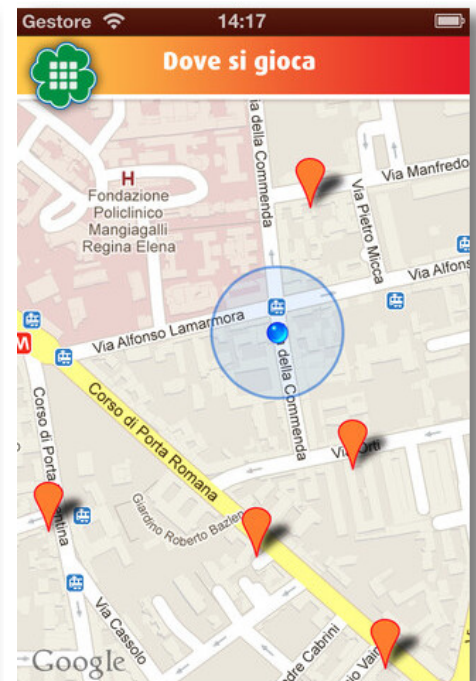 Gestore
14:17
Dove si gioca
a della Commenda
Via Manfredo
H
Fondazione
Policlinico
Mangiagalli
Regina Elena
Via Pietro Micca
Via Alfons
Via Alfonso Lamarmora
M
della Commenda
Corso di Porta Romana
Corso di Porta
Via Orti
Giardino Roberto Bazlen
Via Cassolo
Google